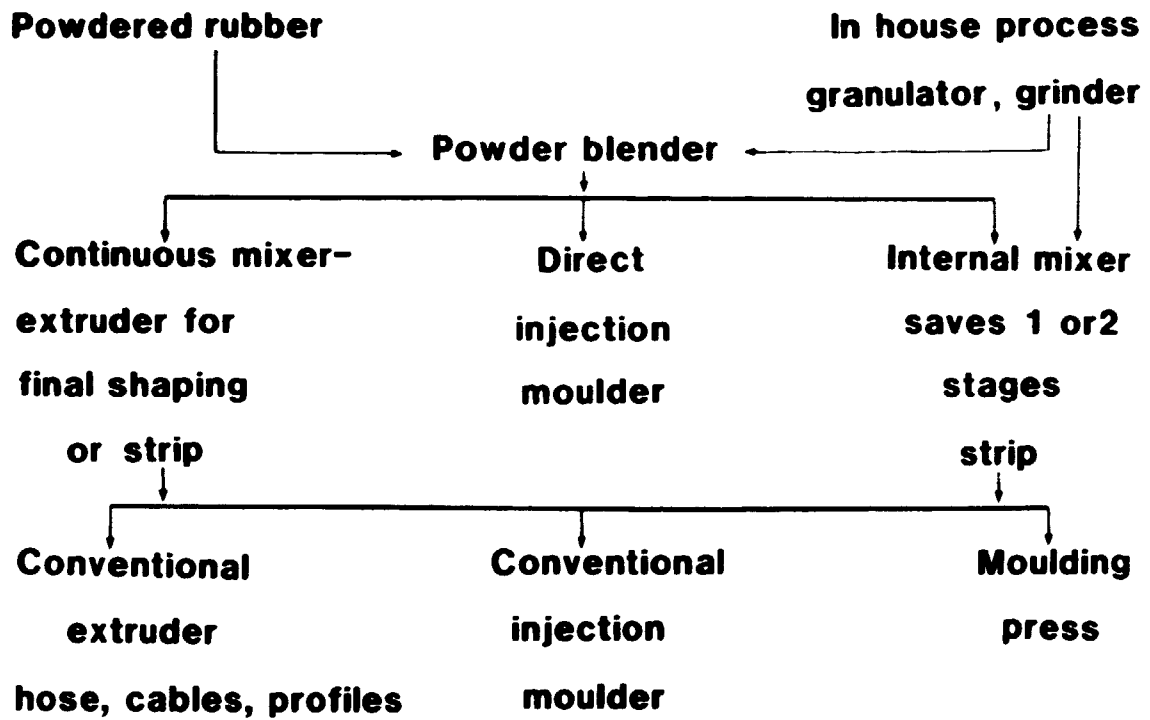 Powdered rubber
In house process
granulator, grinder
Powder blender
Continuous mixer-
extruder for
final shaping
or strip
Direct
injection
moulder
Internal mixer
saves 1 or2
stages
strip
Conventional
extruder
hose, cables, profiles
Conventional
injection
moulder
Moulding
press